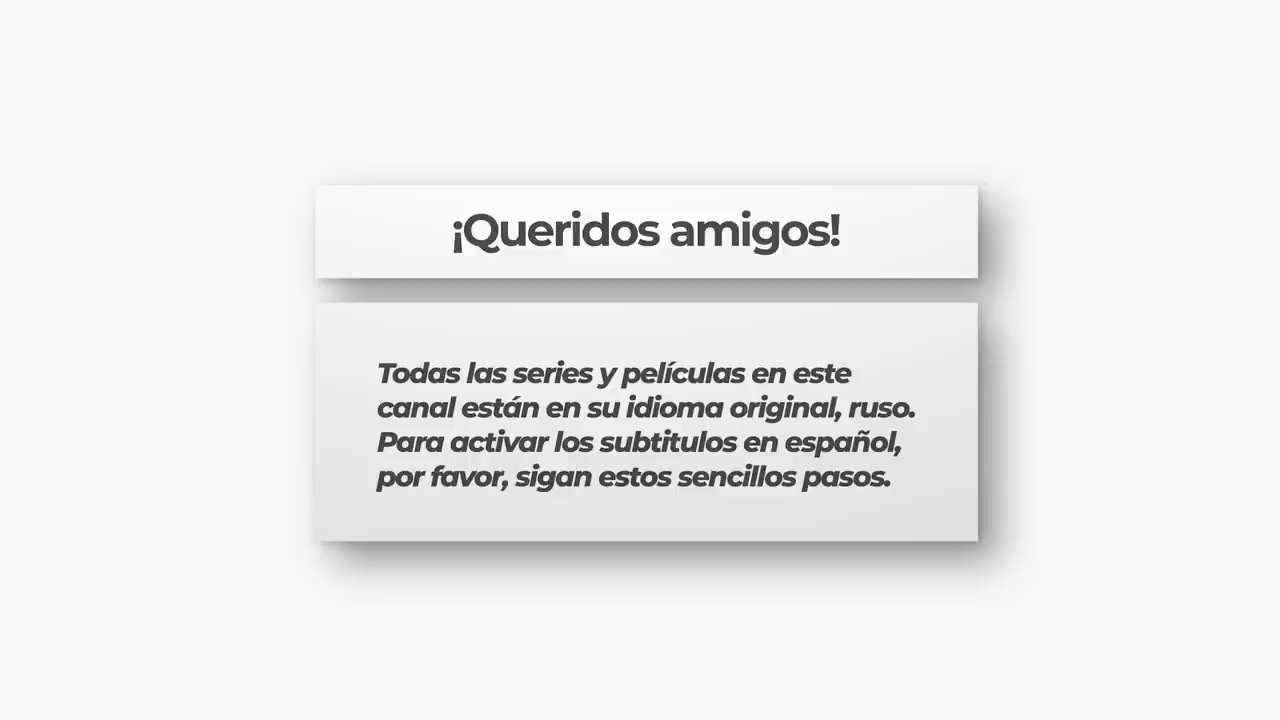 ¡Queridos amigos!
Todas las series y películas en este
canal están en su idioma original, ruso.
Para activar los subtitulos en español,
por favor, sigan estos sencillos pasos.